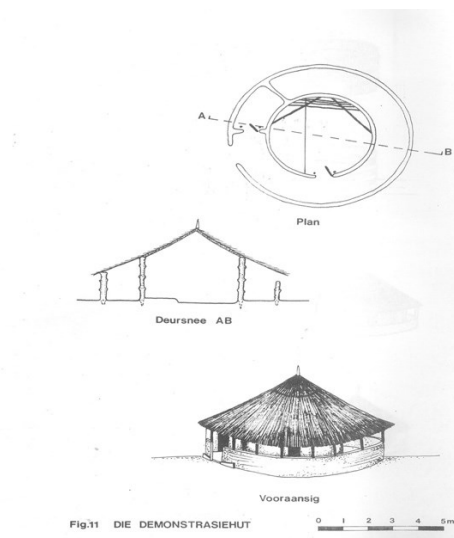 A
B
Plan
Deursnee AB
Vooraansig
Fig.11 DIE DEMONSTRASIEHUT
0 1 2 3 4 5m